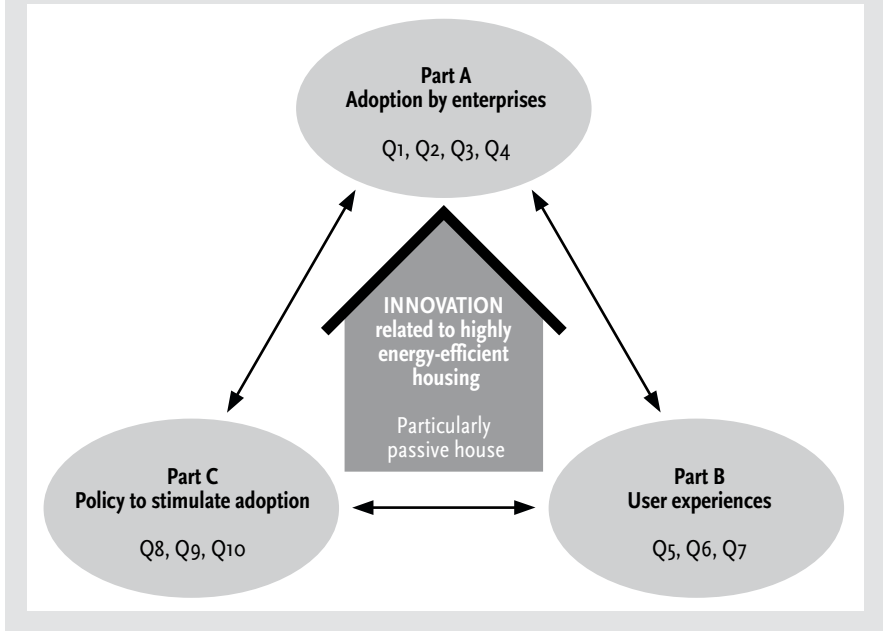 Part A
Adoption by enterprises
Q1, Q2, Q3, Q4
INNOVATION
related to highly
energy-efficient
housing
Particularly
passive house
Part C
Policy to stimulate adoption
Q8, Q9, Q10
Part B
User experiences
Q5, Q6, Q7